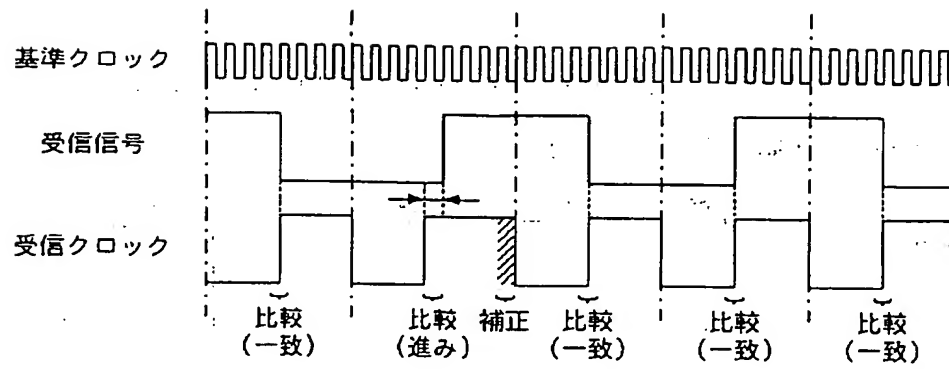 基準クロック
受信信号
受信クロック
比較
(一致)
比較
(進み)
補正
比較
(一致)
比較
(一致)
比較
(一致)